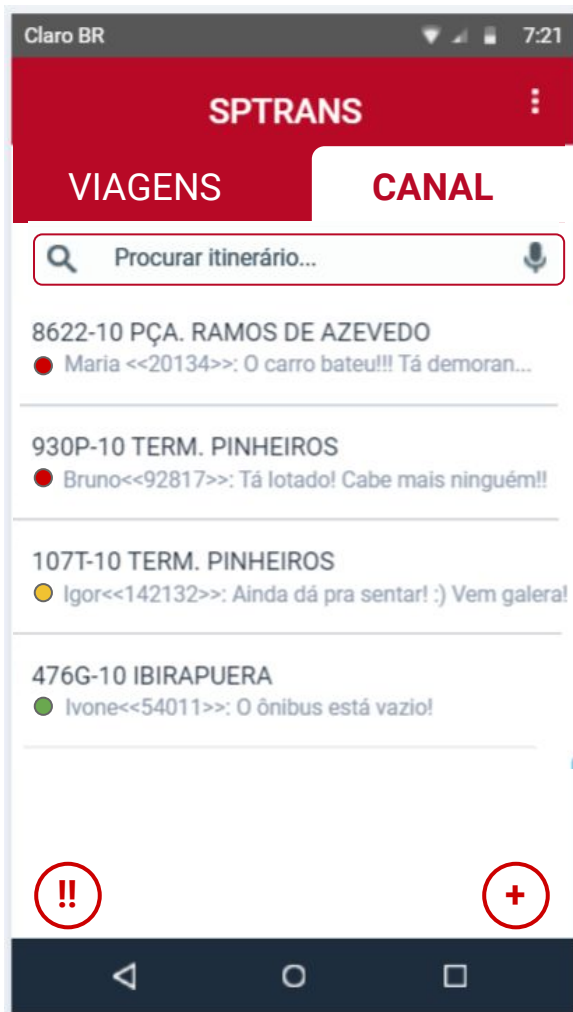 Claro BR 7:21
SPTRANS
VIAGENS CANAL
Procurar itinerário...
8622-10 PÇA. RAMOS DE AZEVEDO
Maria <<20134>>: O carro bateu!!! Tá demoran...
930P-10 TERM. PINHEIROS
Bruno<<92817>>: Tá lotado! Cabe mais ninguém!!
107T-10 TERM. PINHEIROS
Igor<<142132>>: Ainda dá pra sentar! :) Vem galera!
476G-10 IBIRAPUERA
Ivone<<54011>>: O ônibus está vazio!
!! +